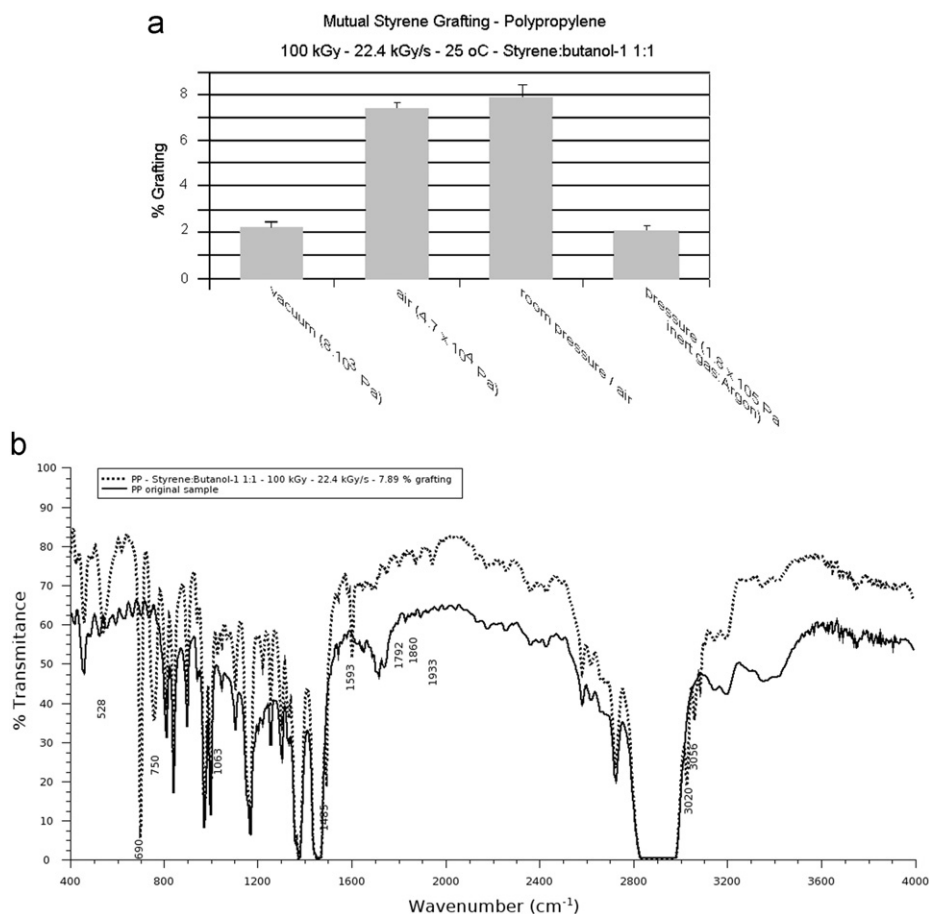 a
Mutual Styrene Grafting - Polypropylene
100 kGy - 22.4 kGy/s - 25 oC - Styrene:butanol-1 1:1
% Grafting
8
6
4
2
0
vacuum (8.103 Pa)
air (4.7 x 104 Pa)
room pressure / air
pressure (1.8 x 105 Pa
inert gas:Argon)
b
PP - Styrene:Butanol-1 1:1 - 100 kGy - 22.4 kGy/s - 7.89 % grafting
PP original sample
% Transmitance
100
90
80
70
60
50
40
30
20
10
0
528
690
750
1063
1485
1593
1792
1860
1933
3020
3056
400
800
1200
1600
2000
2400
2800
3200
3600
4000
Wavenumber (cm⁻¹)